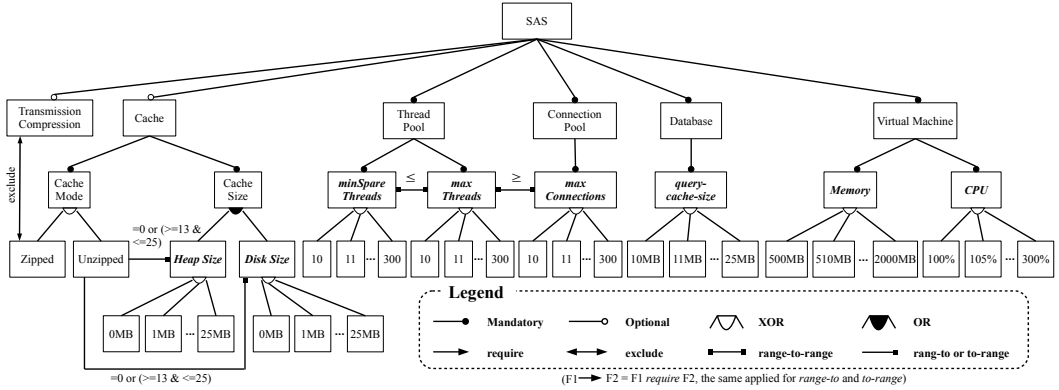 SAS
Transmission
Compression
Cache
Thread
Pool
Connection
Pool
Database
Virtual Machine
exclude
Cache
Mode
Cache
Size
minSpare
Threads
≤
max
Threads
≥
max
Connections
query-
cache-size
Memory
CPU
=0 or (>=13 &
<=25)
Zipped
Unzipped
Heap Size
Disk Size
10
11
...
300
10
11
...
300
10
11
...
300
10MB
11MB
...
25MB
500MB
510MB
...
2000MB
100%
105%
...
300%
0MB
1MB
...
25MB
0MB
1MB
...
25MB
=0 or (>=13 & <=25)
Legend
Mandatory
Optional
XOR
OR
require
exclude
range-to-range
rang-to or to-range
(F1 → F2 = F1 require F2, the same applied for range-to and to-range)